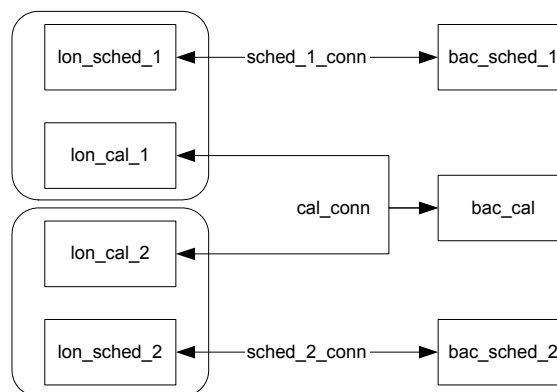 lon_sched_1 sched_1_conn bac_sched_1
lon_cal_1
cal_conn bac_cal
lon_cal_2
lon_sched_2 sched_2_conn bac_sched_2